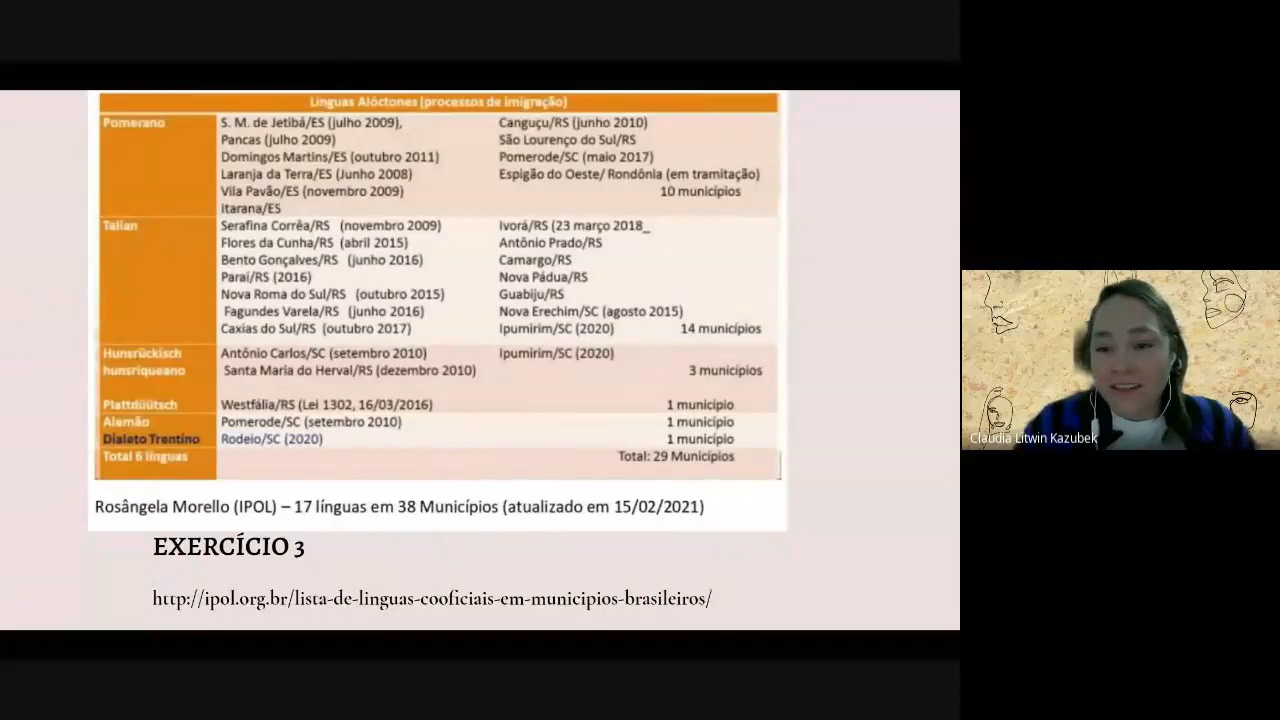 Línguas Alóctones (processos de imigração)
Pomerano
S. M. de Jetibá/ES (julho 2009),
Pancas (julho 2009)
Domingos Martins/ES (outubro 2011)
Laranja da Terra/ES (Junho 2008)
Vila Pavão/ES (novembro 2009)
Itarana/ES
Canguçu/RS (junho 2010)
São Lourenço do Sul/RS
Pomerode/SC (maio 2017)
Espigão do Oeste/ Rondônia (em tramitação)
10 municípios
Talian
Serafina Corrêa/RS (novembro 2009)
Flores da Cunha/RS (abril 2015)
Bento Gonçalves/RS (junho 2016)
Paraí/RS (2016)
Nova Roma do Sul/RS (outubro 2015)
Fagundes Varela/RS (junho 2016)
Caxias do Sul/RS (outubro 2017)
Ivorá/RS (23 março 2018_
Antônio Prado/RS
Camargo/RS
Nova Pádua/RS
Guabiju/RS
Nova Erechim/SC (agosto 2015)
Ipumirim/SC (2020) 14 municípios
Hunsrückisch
hunsriqueano
Antônio Carlos/SC (setembro 2010)
Santa Maria do Herval/RS (dezembro 2010)
Ipumirim/SC (2020)
3 municípios
Plattdüütsch Westfália/RS (Lei 1302, 16/03/2016) 1 município
Alemão Pomerode/SC (setembro 2010) 1 município
Dialeto Trentino Rodeio/SC (2020) 1 município
Total 6 línguas Total: 29 Municípios
Rosângela Morello (IPOL) – 17 línguas em 38 Municípios (atualizado em 15/02/2021)
EXERCÍCIO 3
http://ipol.org.br/lista-de-linguas-cooficiais-em-municipios-brasileiros/
Claudia Litwin Kazubek